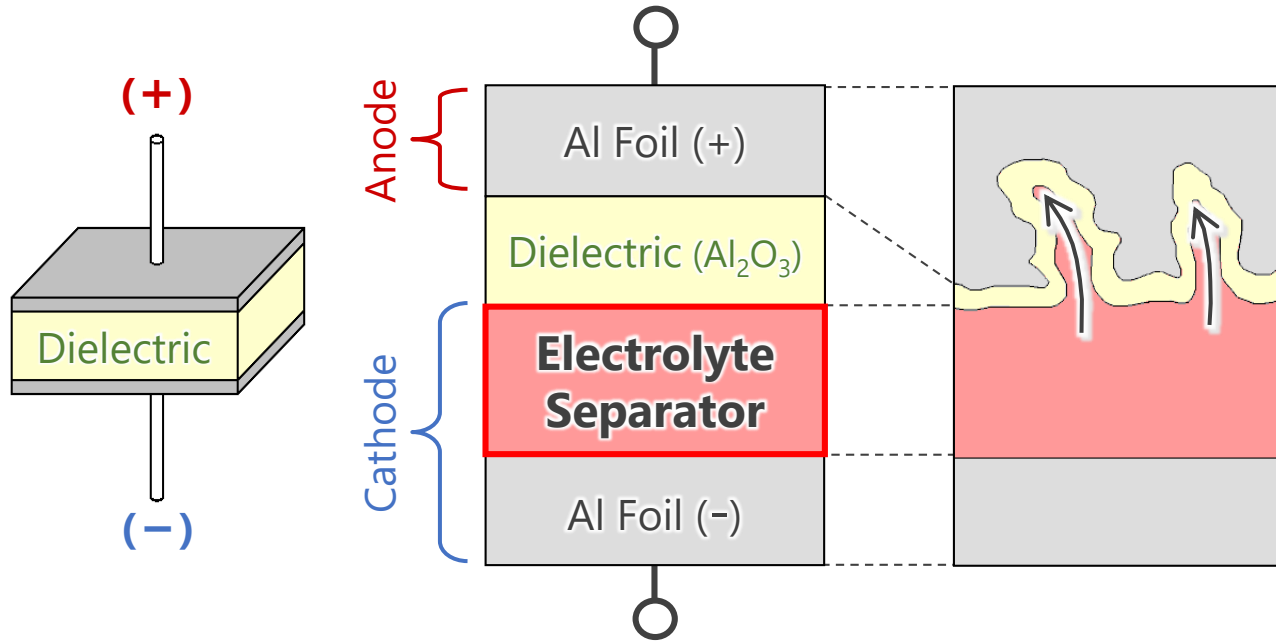 (+)
Dielectric
(−)
Anode
Cathode
Al Foil (+)
Dielectric (Al₂O₃)
Electrolyte
Separator
Al Foil (−)